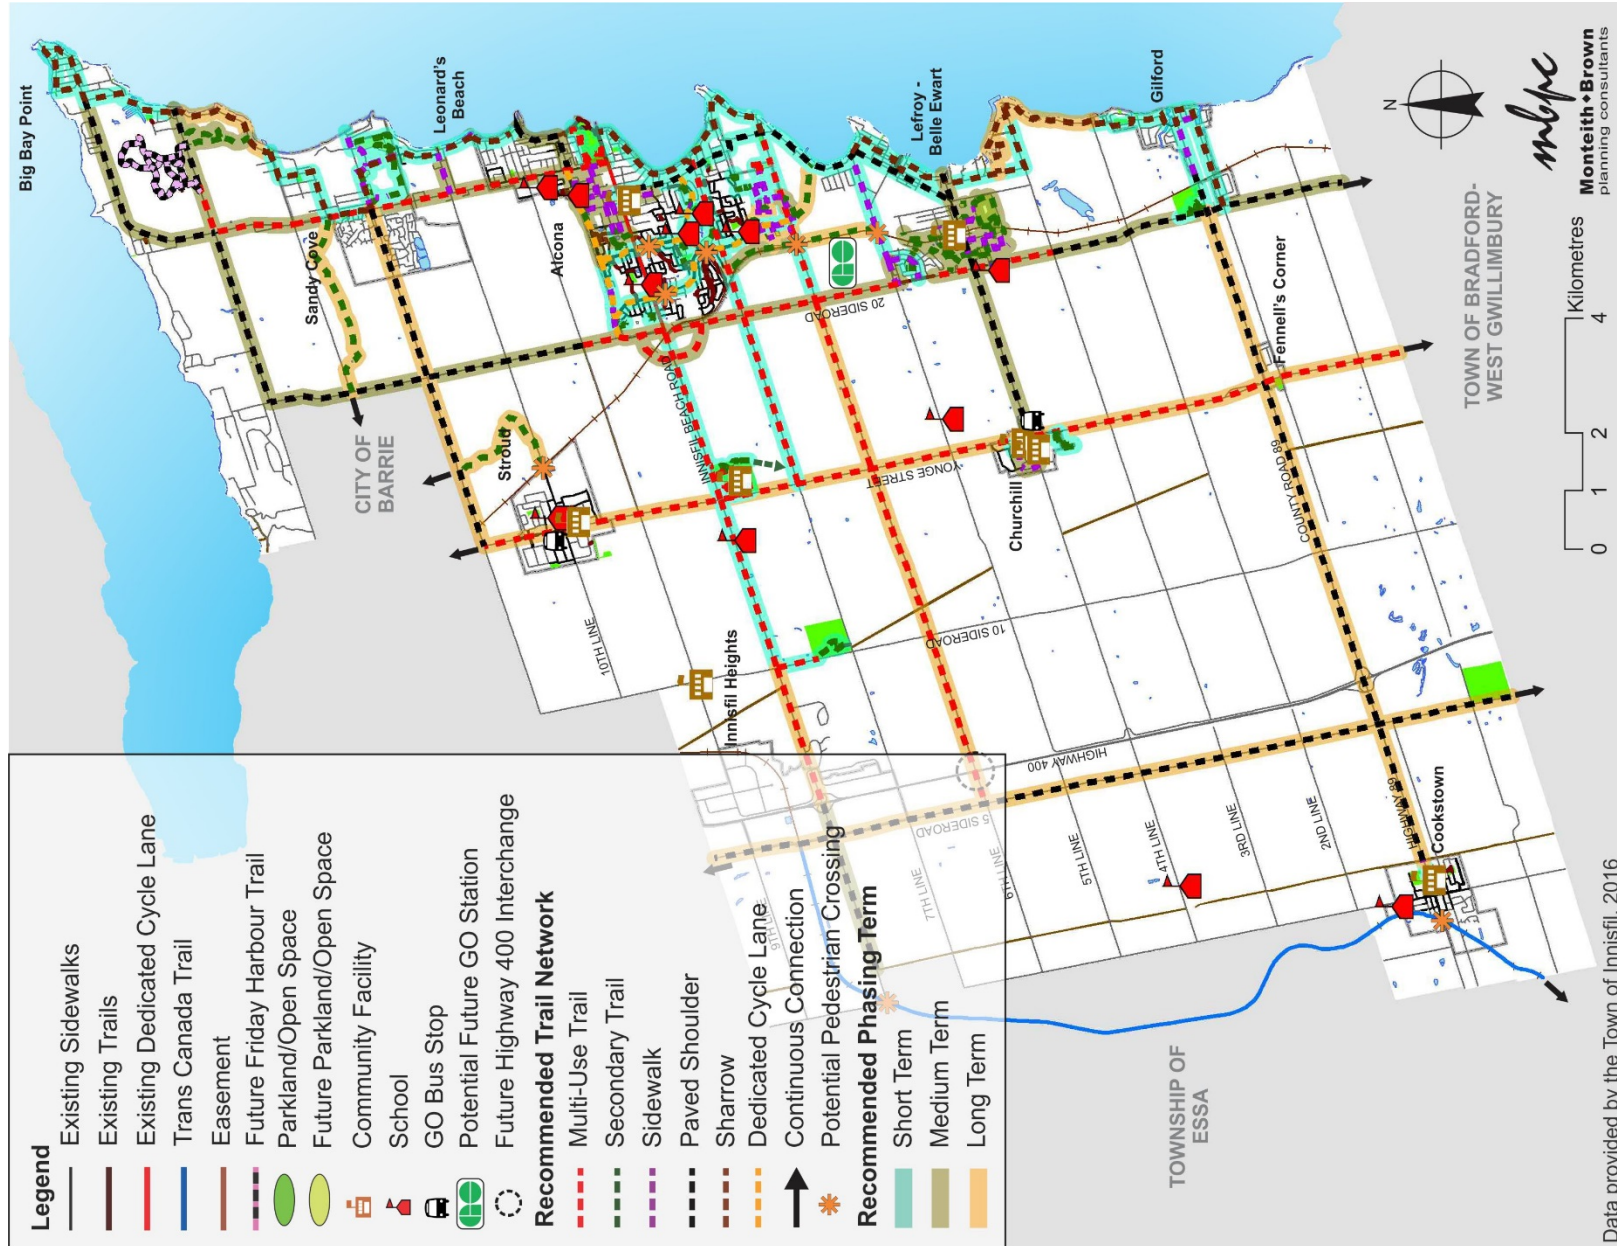 Legend
Existing Sidewalks
Existing Trails
Existing Dedicated Cycle Lane
Trans Canada Trail
Easement
Future Friday Harbour Trail
Parkland/Open Space
Future Parkland/Open Space
Community Facility
School
GO Bus Stop
Potential Future GO Station
Future Highway 400 Interchange
Recommended Trail Network
Multi-Use Trail
Secondary Trail
Sidewalk
Paved Shoulder
Sharrow
Dedicated Cycle Lane
Continuous Connection
Potential Pedestrian Crossing
Recommended Phasing Term
Short Term
Medium Term
Long Term
Big Bay Point
Leonard's
Beach
Sandy Cove
Alcona
CITY OF
BARRIE
Stroud
Lefroy -
Belle Ewart
Gilford
20 SIDEROAD
INNISFIL BEACH ROAD
YONGE STREET
Churchill
Fennell's Corner
COUNTY ROAD 89
10TH LINE
Innisfil Heights
10 SIDEROAD
HIGHWAY 400
5 SIDEROAD
9TH LINE
7TH LINE
6TH LINE
5TH LINE
4TH LINE
3RD LINE
2ND LINE
HIGHWAY 89
Cookstown
TOWNSHIP OF
ESSA
TOWN OF BRADFORD-
WEST GWILLIMBURY
N
mbpc
Monteith+Brown
planning consultants
Kilometres
0 1 2 4
Data provided by the Town of Innisfil, 2016